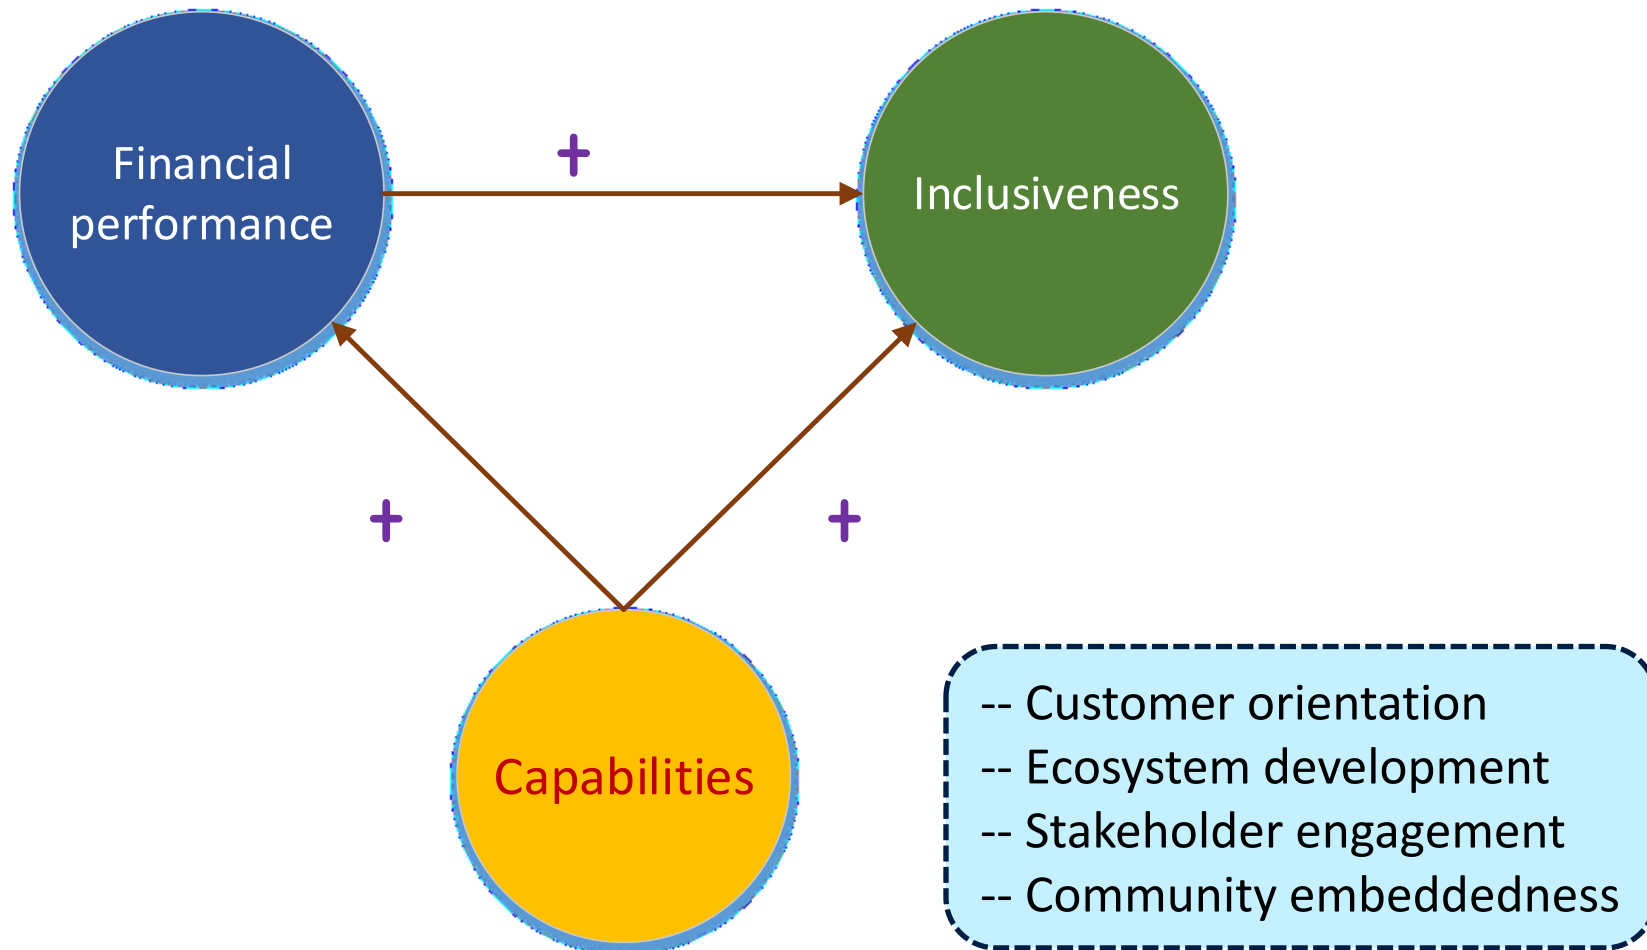 Financial
performance
+
Inclusiveness
+
+
Capabilities
-- Customer orientation
-- Ecosystem development
-- Stakeholder engagement
-- Community embeddedness